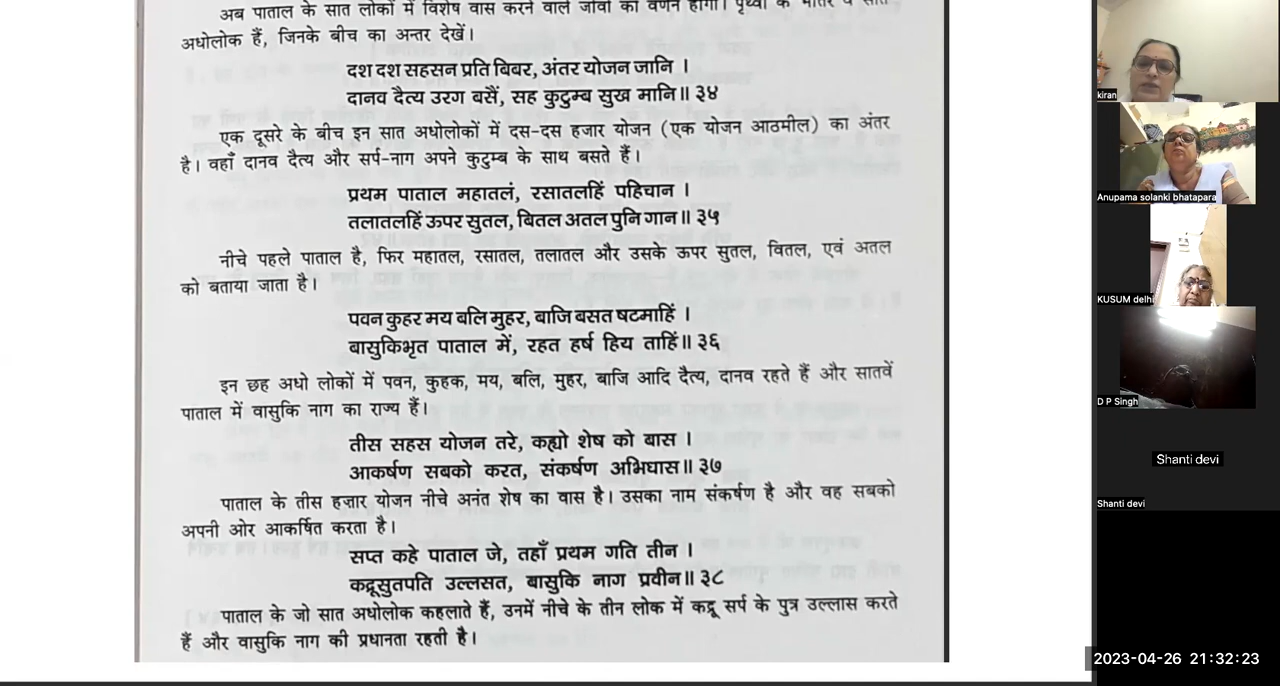 अब पाताल के सात लोकों में विशेष वास करने वाले जीवों का वर्णन होगा। पृथ्वी के भीतर ये सात
अधोलोक हैं, जिनके बीच का अन्तर देखें।
दश दश सहसन प्रति बिबर, अंतर योजन जानि ।
दानव दैत्य उरग बसैं, सह कुटुम्ब सुख मानि॥ ३४
एक दूसरे के बीच इन सात अधोलोकों में दस-दस हजार योजन (एक योजन आठमील) का अंतर
है। वहाँ दानव दैत्य और सर्प-नाग अपने कुटुम्ब के साथ बसते हैं।
प्रथम पाताल महातलं, रसातलहिं पहिचान ।
तलातलहिं ऊपर सुतल, बितल अतल पुनि गान॥ ३५
नीचे पहले पाताल है, फिर महातल, रसातल, तलातल और उसके ऊपर सुतल, वितल, एवं अतल
को बताया जाता है।
पवन कुहर मय बलि मुहर, बाजि बसत षटमाहिं ।
बासुकिभृत पाताल में, रहत हर्ष हिय ताहिं॥ ३६
इन छह अधो लोकों में पवन, कुहक, मय, बलि, मुहर, बाजि आदि दैत्य, दानव रहते हैं और सातवें
पाताल में वासुकि नाग का राज्य हैं।
तीस सहस योजन तरे, कह्यो शेष को बास ।
आकर्षण सबको करत, संकर्षण अभिघास॥ ३७
पाताल के तीस हजार योजन नीचे अनंत शेष का वास है। उसका नाम संकर्षण है और वह सबको
अपनी ओर आकर्षित करता है।
सप्त कहे पाताल जे, तहाँ प्रथम गति तीन ।
कद्रूसुतपति उल्लसत, बासुकि नाग प्रवीन॥ ३८
पाताल के जो सात अधोलोक कहलाते हैं, उनमें नीचे के तीन लोक में कद्रू सर्प के पुत्र उल्लास करते
हैं और वासुकि नाग की प्रधानता रहती है।
kiran
Anupama solanki bhatapara
KUSUM delhi
D P Singh
Shanti devi
Shanti devi
2023-04-26 21:32:23